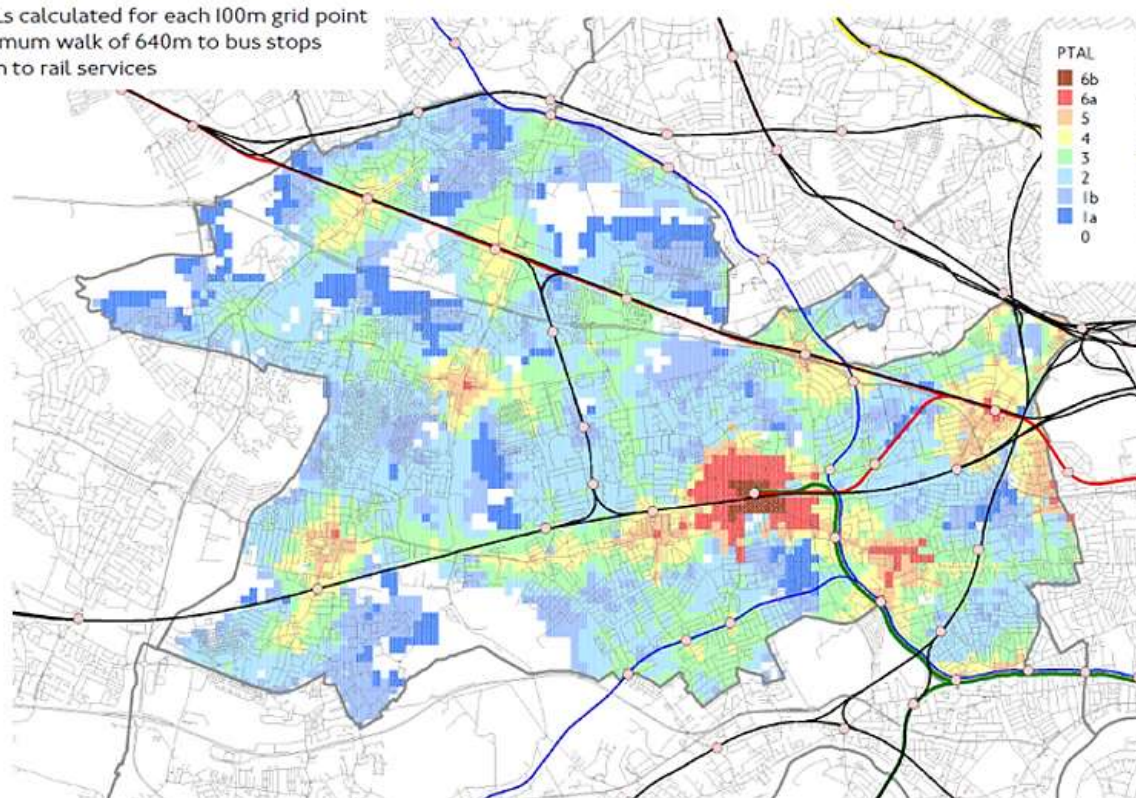 s calculated for each 100m grid point
mum walk of 640m to bus stops
to rail services
PTAL
6b
6a
5
4
3
2
1b
1a
0